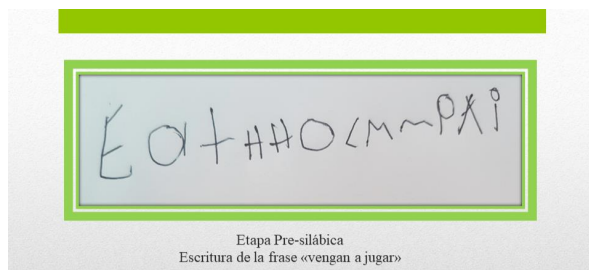 E a t H H O < M ~ P A i
Etapa Pre-silábica
Escritura de la frase «vengan a jugar»